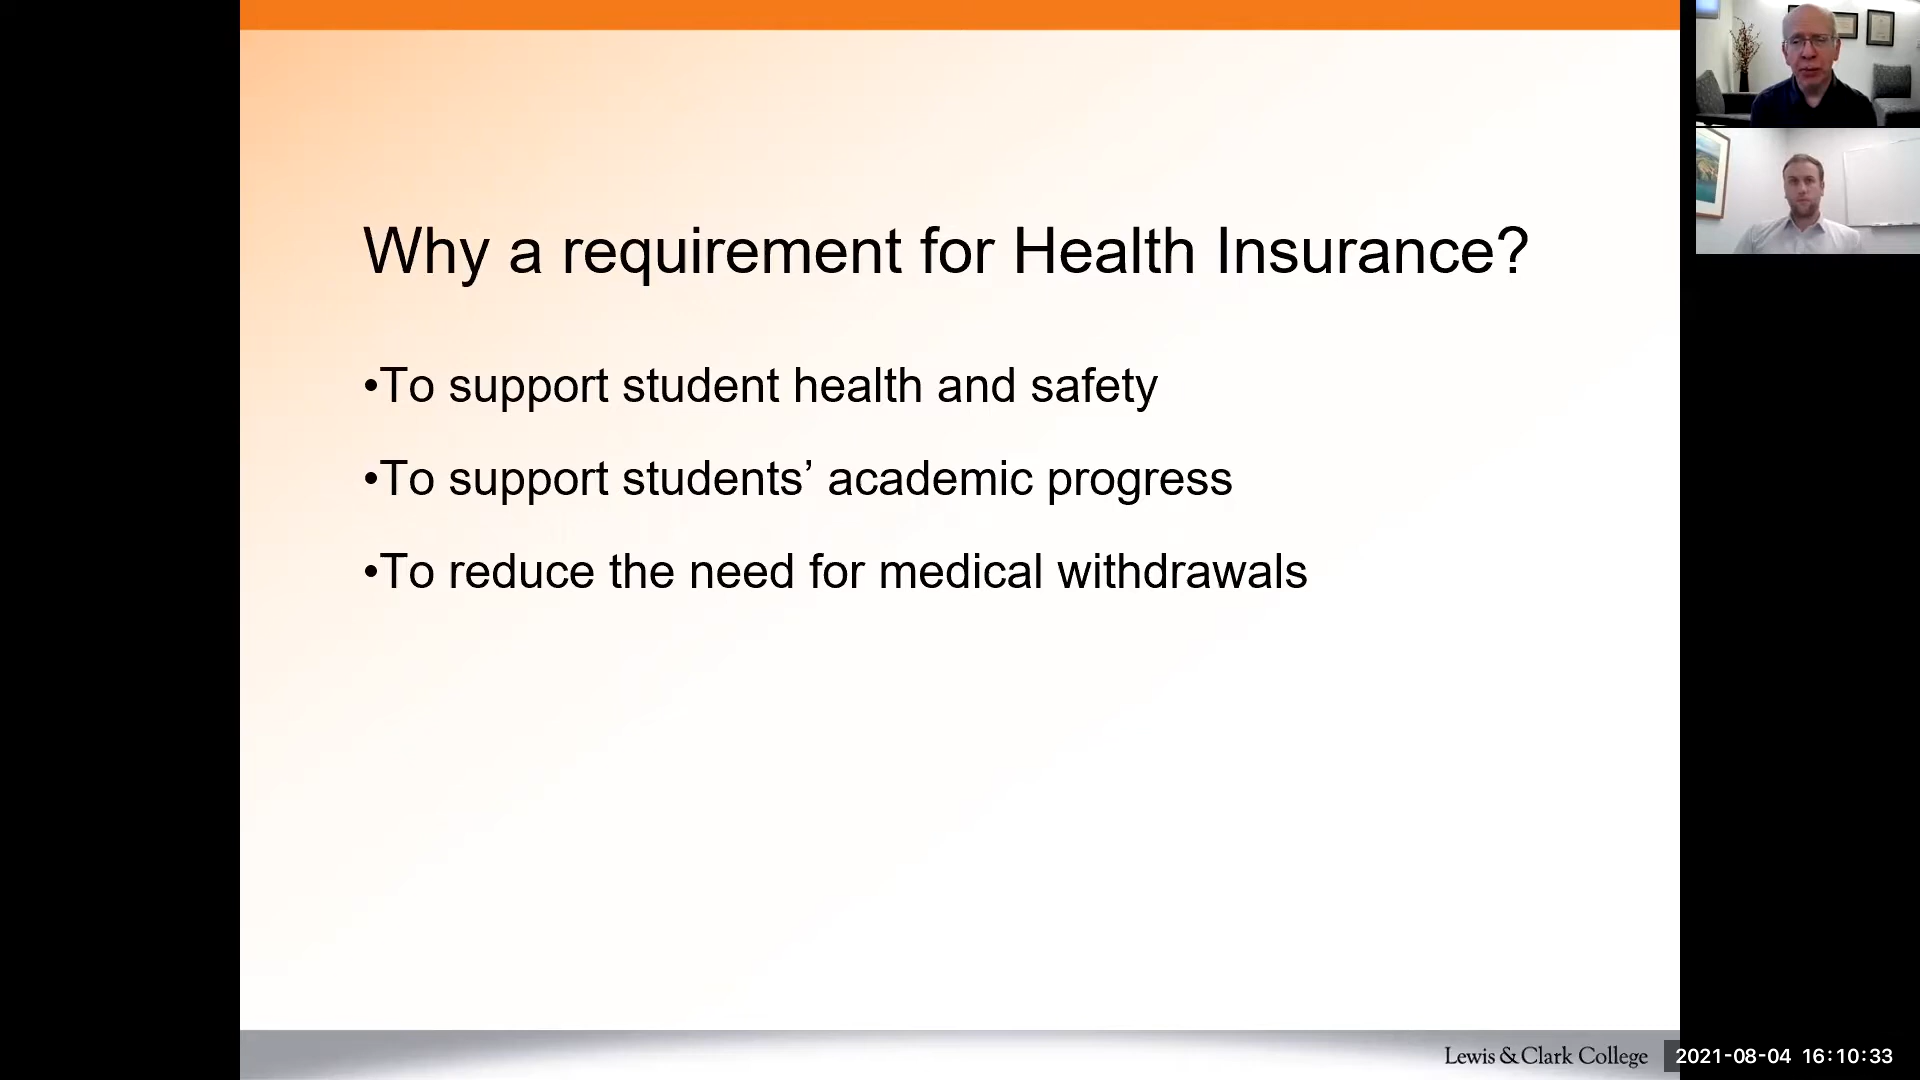 Why a requirement for Health Insurance?
•To support student health and safety
•To support students’ academic progress
•To reduce the need for medical withdrawals
Lewis & Clark College
2021-08-04 16:10:33